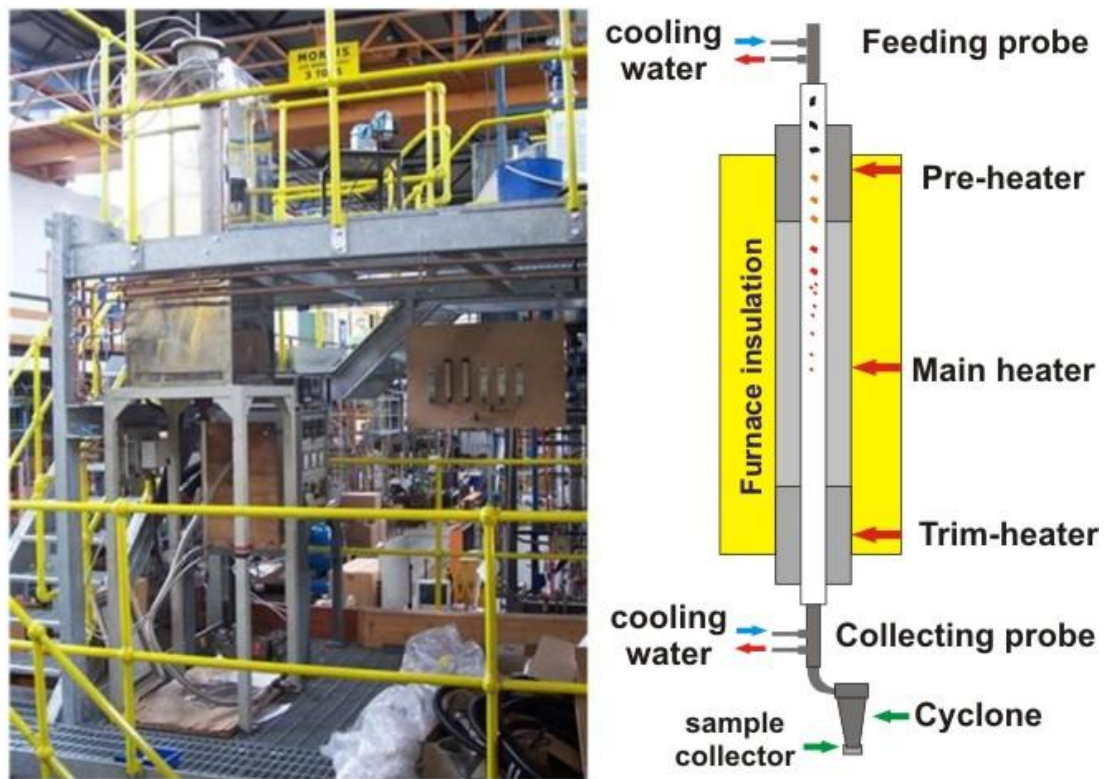 MORRIS
cooling
water
Feeding probe
Pre-heater
Furnace insulation
Main heater
Trim-heater
cooling
water
Collecting probe
Cyclone
sample
collector